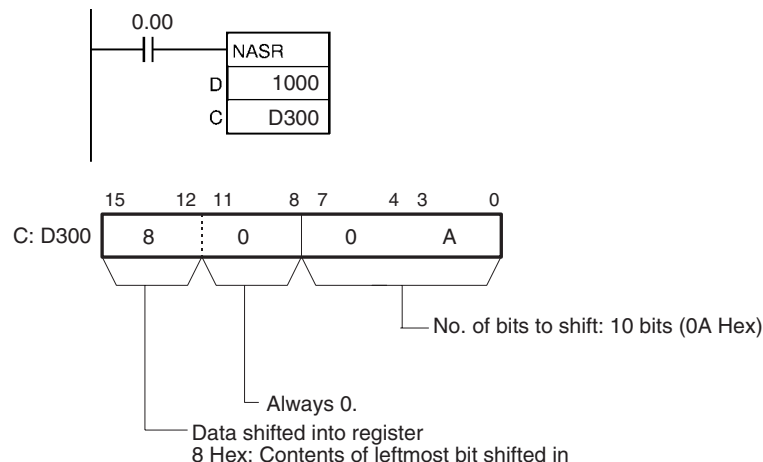 0.00
NASR
D 1000
C D300
15 12 11 8 7 4 3 0
C: D300 8 0 0 A
No. of bits to shift: 10 bits (0A Hex)
Always 0.
Data shifted into register
8 Hex: Contents of leftmost bit shifted in